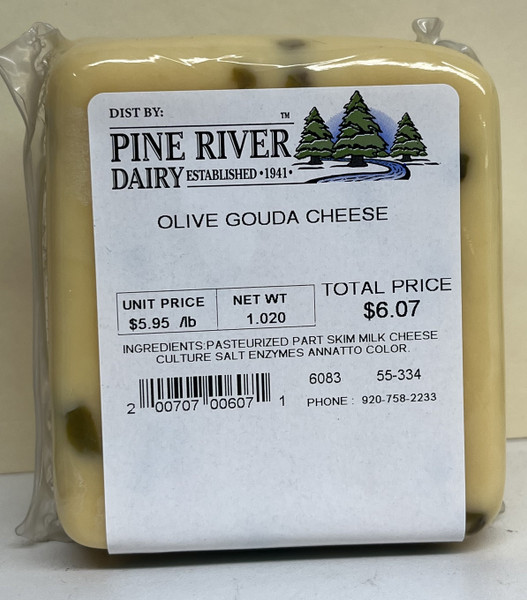 DIST BY:
™
PINE RIVER
DAIRY ESTABLISHED •1941•
OLIVE GOUDA CHEESE
UNIT PRICE NET WT TOTAL PRICE
$5.95 /lb 1.020 $6.07
INGREDIENTS:PASTEURIZED PART SKIM MILK CHEESE
CULTURE SALT ENZYMES ANNATTO COLOR.
6083 55-334
2 00707 00607 1 PHONE : 920-758-2233